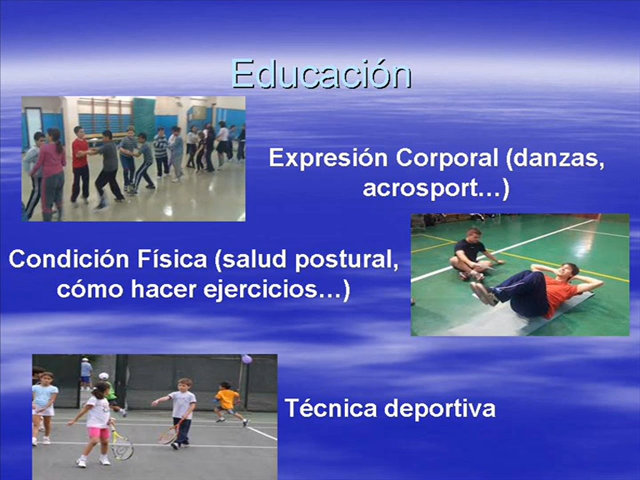 Educación
Expresión Corporal (danzas,
acrosport…)
Condición Física (salud postural,
cómo hacer ejercicios…)
Técnica deportiva